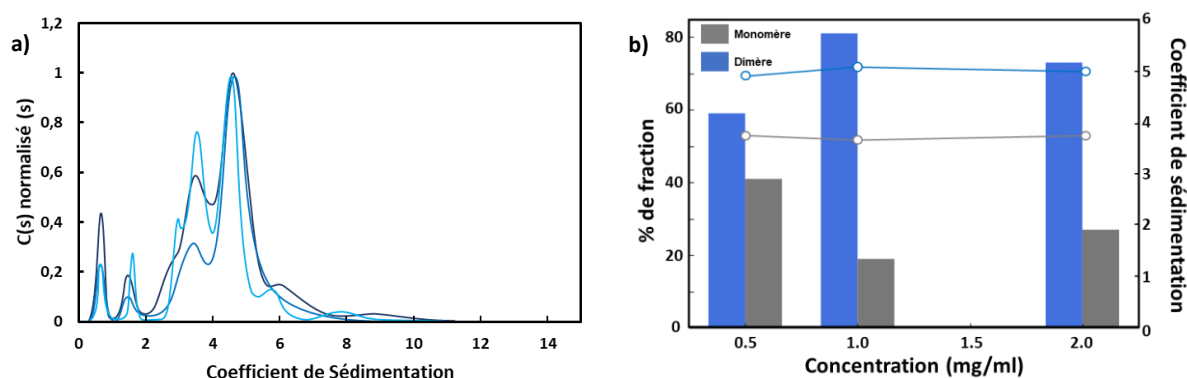 a)
1,2
1
0,8
0,6
0,4
0,2
0
C(s) normalisé (s)
0 2 4 6 8 10 12 14
Coefficient de Sédimentation
b)
Monomère
Dimère
80
60
40
20
0
% de fraction
6
5
4
3
2
1
0
Coefficient de sédimentation
0.5 1.0 1.5 2.0
Concentration (mg/ml)